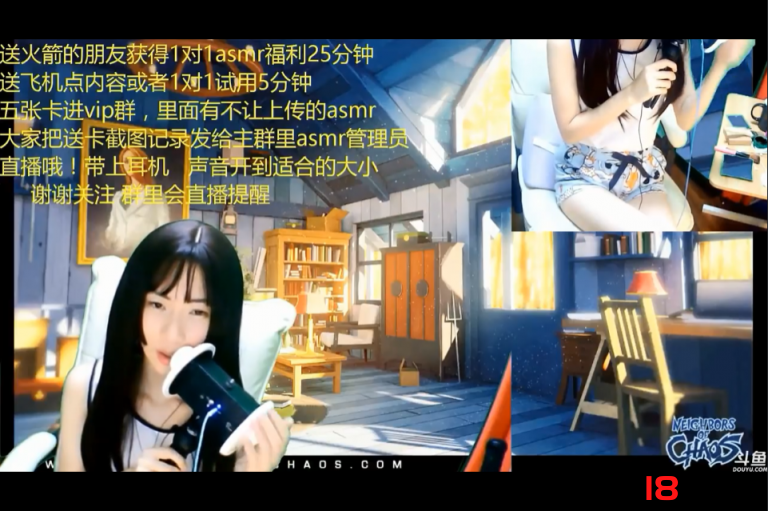 送火箭的朋友获得1对1asmr福利25分钟
送飞机点内容或者1对1试用5分钟
五张卡进vip群，里面有不让上传的asmr
大家把送卡截图记录发给主群里asmr管理员
直播哦！带上耳机 声音开到适合的大小
谢谢关注 群里会直播提醒
NEIGHBORS
OF
CHAOS
斗鱼
DOUYU.COM
CHAOS.COM
18